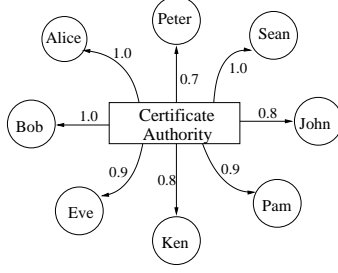 Peter
Alice
Sean
1.0
0.7
1.0
Certificate
Authority
Bob
1.0
0.8
John
0.9
0.8
0.9
Eve
Ken
Pam